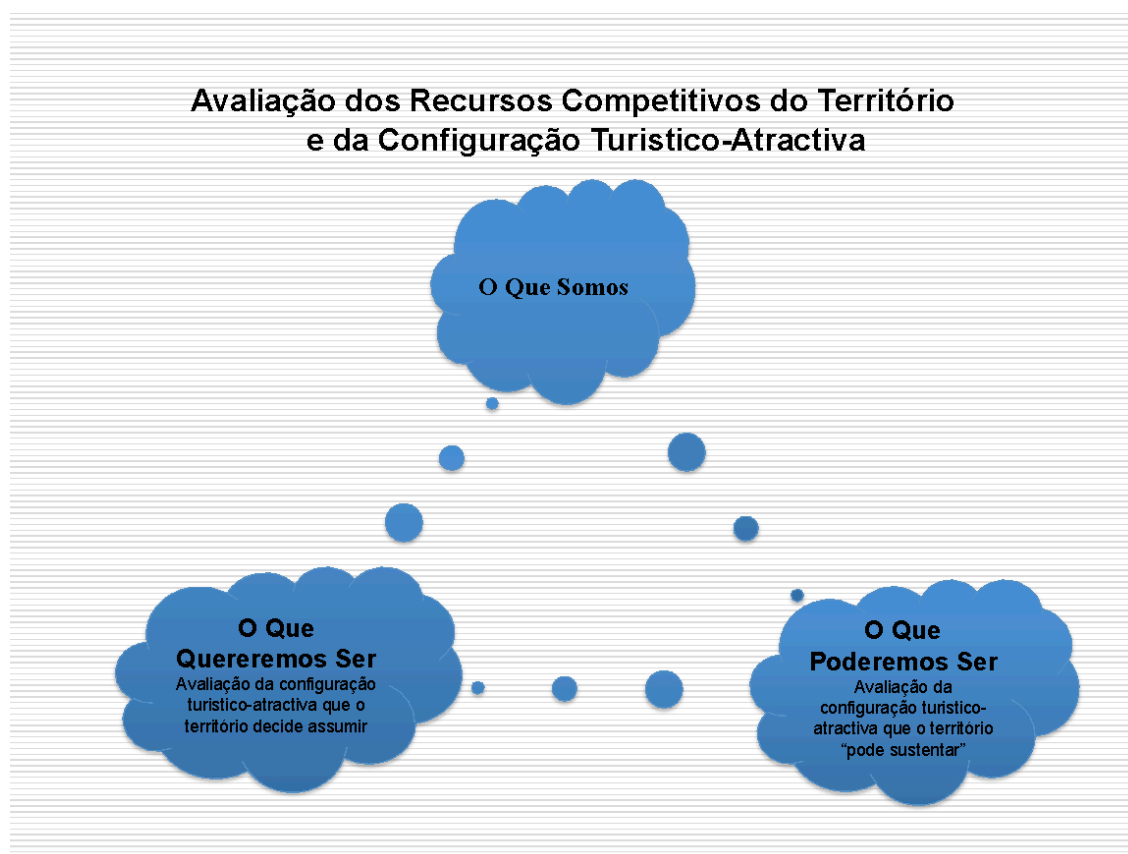 Avaliação dos Recursos Competitivos do Território
e da Configuração Turistico-Atractiva
O Que Somos
O Que
Quereremos Ser
Avaliação da configuração
turistico-atractiva que o
território decide assumir
O Que
Poderemos Ser
Avaliação da
configuração turistico-
atractiva que o território
“pode sustentar”